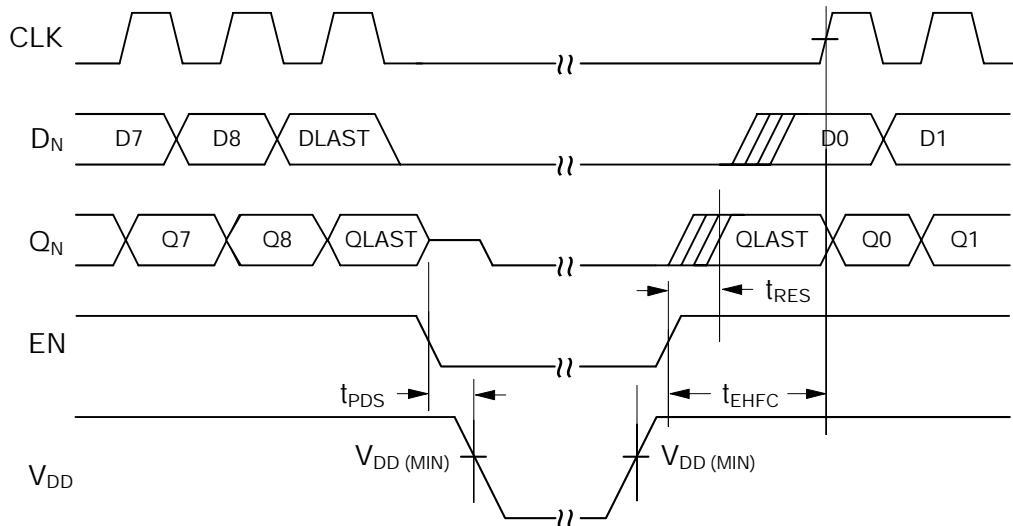 CLK
DN D7 D8 DLAST D0 D1
QN Q7 Q8 QLAST QLAST Q0 Q1
tRES
EN
tPDS tEHFC
VDD (MIN) VDD (MIN)
VDD